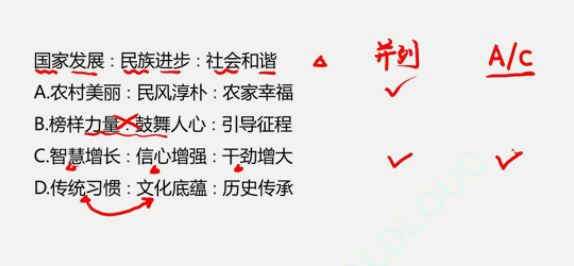 国家发展：民族进步：社会和谐 并列 A/C
A.农村美丽：民风淳朴：农家幸福
B.榜样力量：鼓舞人心：引导征程
C.智慧增长：信心增强：干劲增大
D.传统习惯：文化底蕴：历史传承